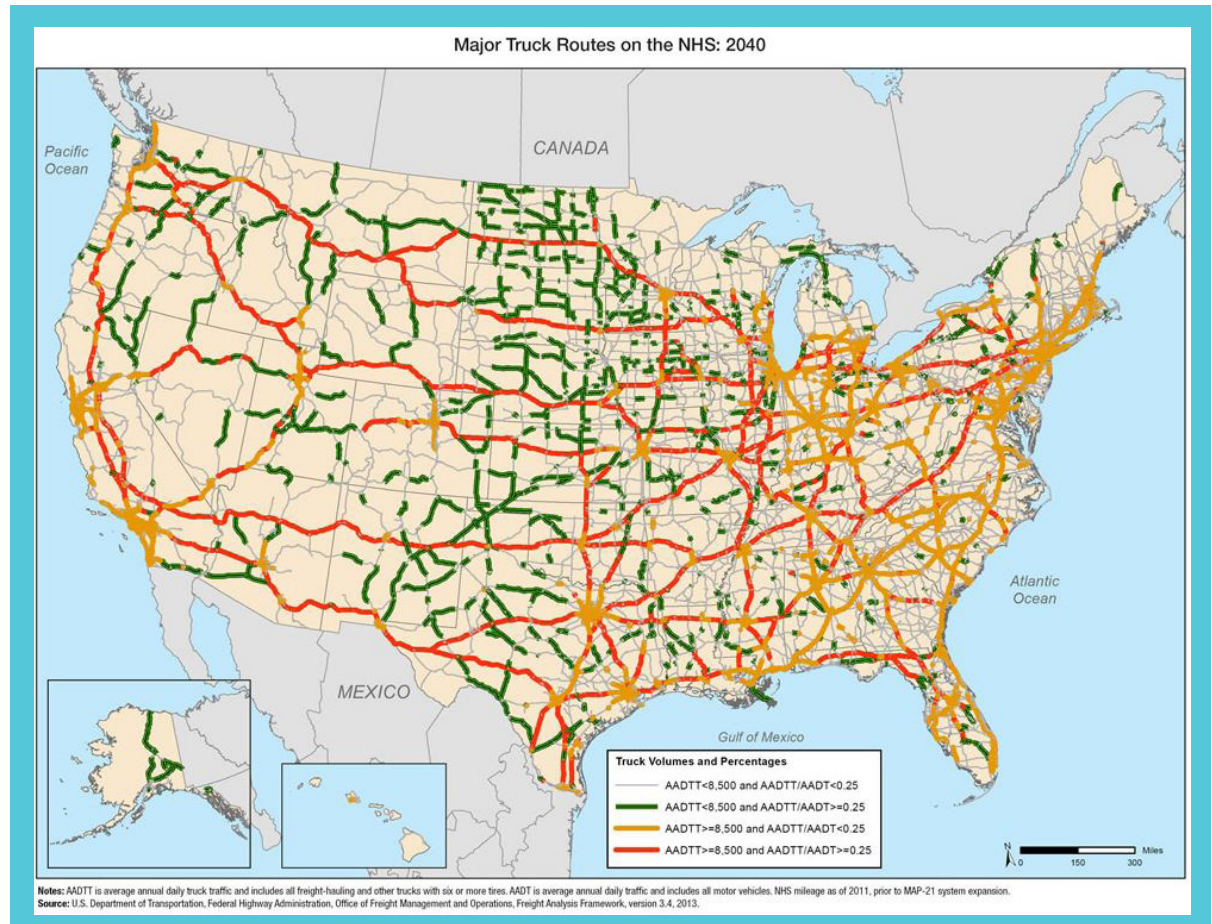 Major Truck Routes on the NHS: 2040
Pacific
Ocean
CANADA
Atlantic
Ocean
MEXICO
Gulf of Mexico
Truck Volumes and Percentages
AADTT<8,500 and AADTT/AADT<0.25
AADTT<8,500 and AADTT/AADT>=0.25
AADTT>=8,500 and AADTT/AADT<0.25
AADTT>=8,500 and AADTT/AADT>=0.25
N
Miles
0 150 300
Notes: AADTT is average annual daily truck traffic and includes all freight-hauling and other trucks with six or more tires. AADT is average annual daily traffic and includes all motor vehicles. NHS mileage as of 2011, prior to MAP-21 system expansion.
Source: U.S. Department of Transportation, Federal Highway Administration, Office of Freight Management and Operations, Freight Analysis Framework, version 3.4, 2013.